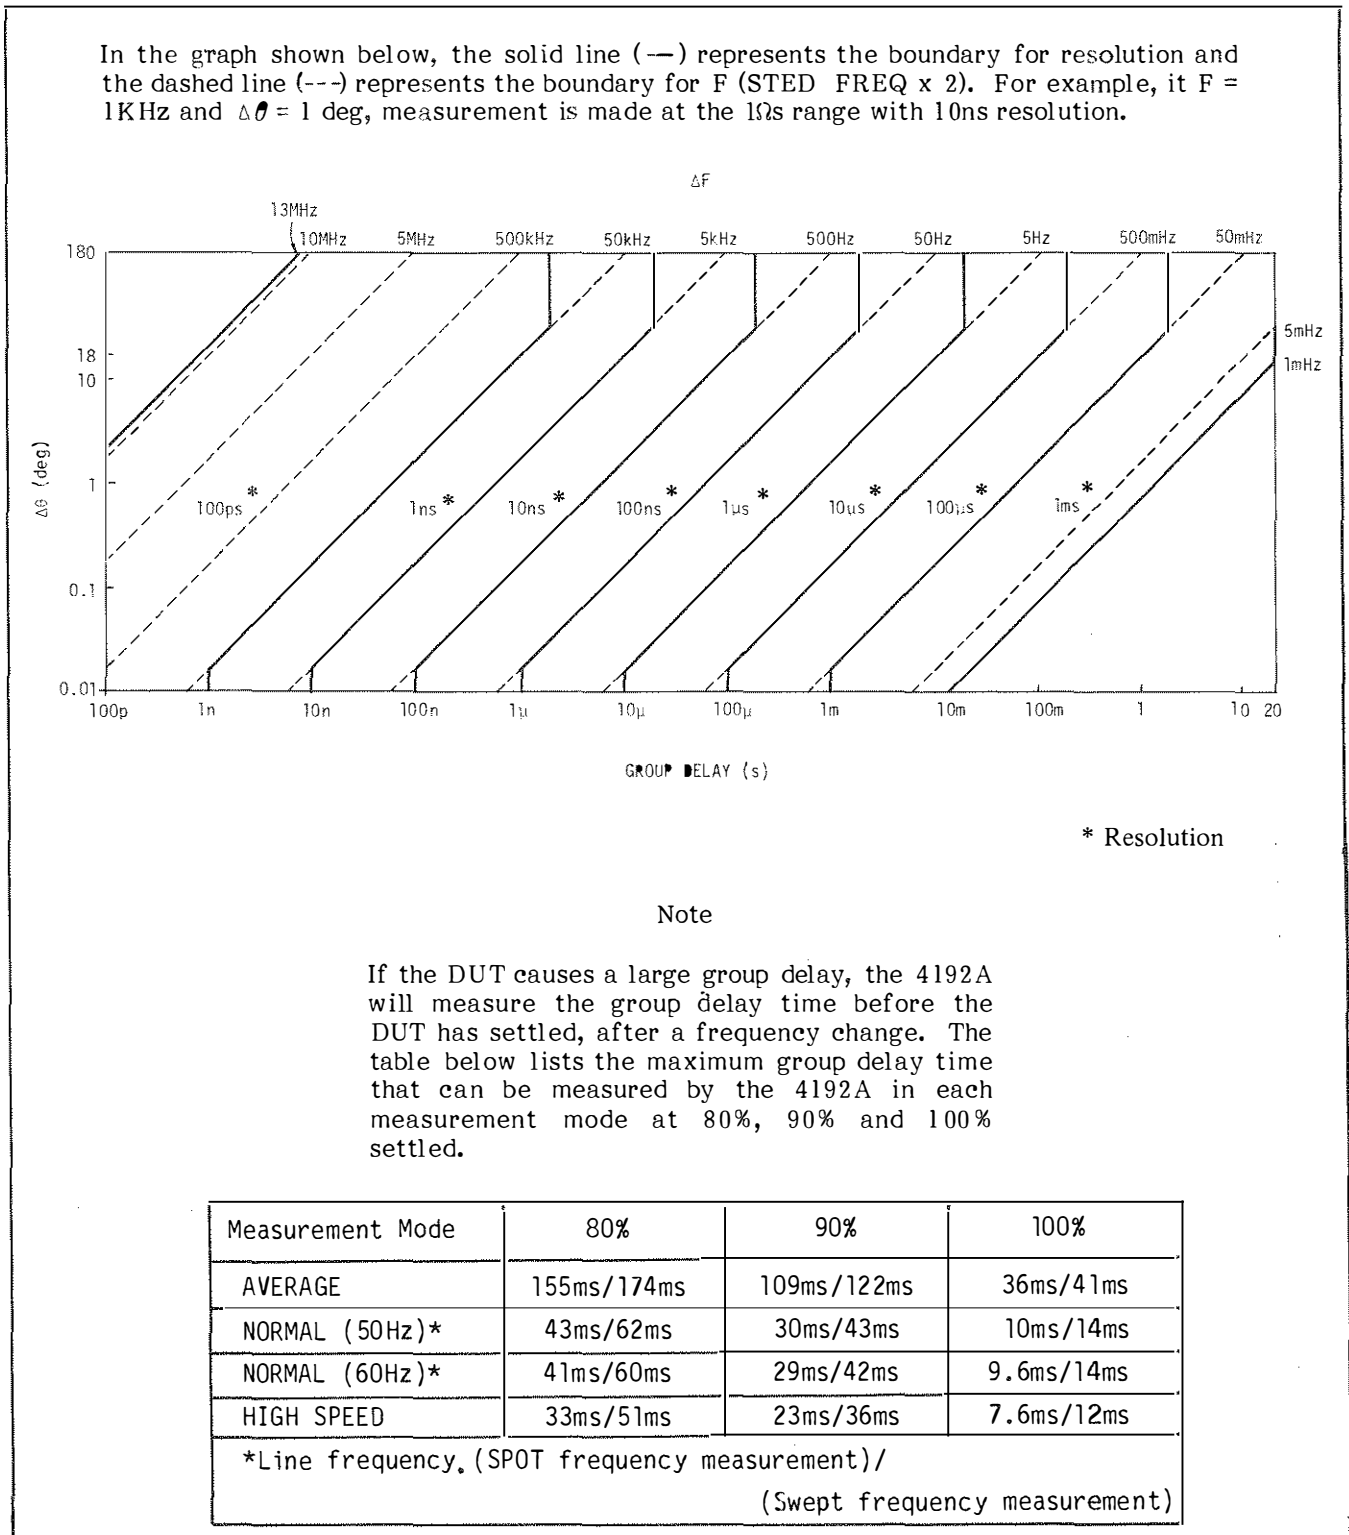 In the graph shown below, the solid line (—) represents the boundary for resolution and
the dashed line (---) represents the boundary for F (STED FREQ x 2). For example, it F =
1KHz and Δθ = 1 deg, measurement is made at the 1Ωs range with 10ns resolution.
ΔF
13MHz
10MHz 5MHz 500kHz 50kHz 5kHz 500Hz 50Hz 5Hz 500mHz 50mHz
180
5mHz
18
1mHz
10
Δθ (deg)
1
100ps * 1ns * 10ns * 100ns * 1μs * 10μs * 100μs * 1ms *
0.1
0.01
100p 1n 10n 100n 1μ 10μ 100μ 1m 10m 100m 1 10 20
GROUP DELAY (s)
* Resolution
Note
If the DUT causes a large group delay, the 4192A
will measure the group delay time before the
DUT has settled, after a frequency change. The
table below lists the maximum group delay time
that can be measured by the 4192A in each
measurement mode at 80%, 90% and 100%
settled.
Measurement Mode 80% 90% 100%
AVERAGE 155ms/174ms 109ms/122ms 36ms/41ms
NORMAL (50Hz)* 43ms/62ms 30ms/43ms 10ms/14ms
NORMAL (60Hz)* 41ms/60ms 29ms/42ms 9.6ms/14ms
HIGH SPEED 33ms/51ms 23ms/36ms 7.6ms/12ms
*Line frequency. (SPOT frequency measurement)/
(Swept frequency measurement)